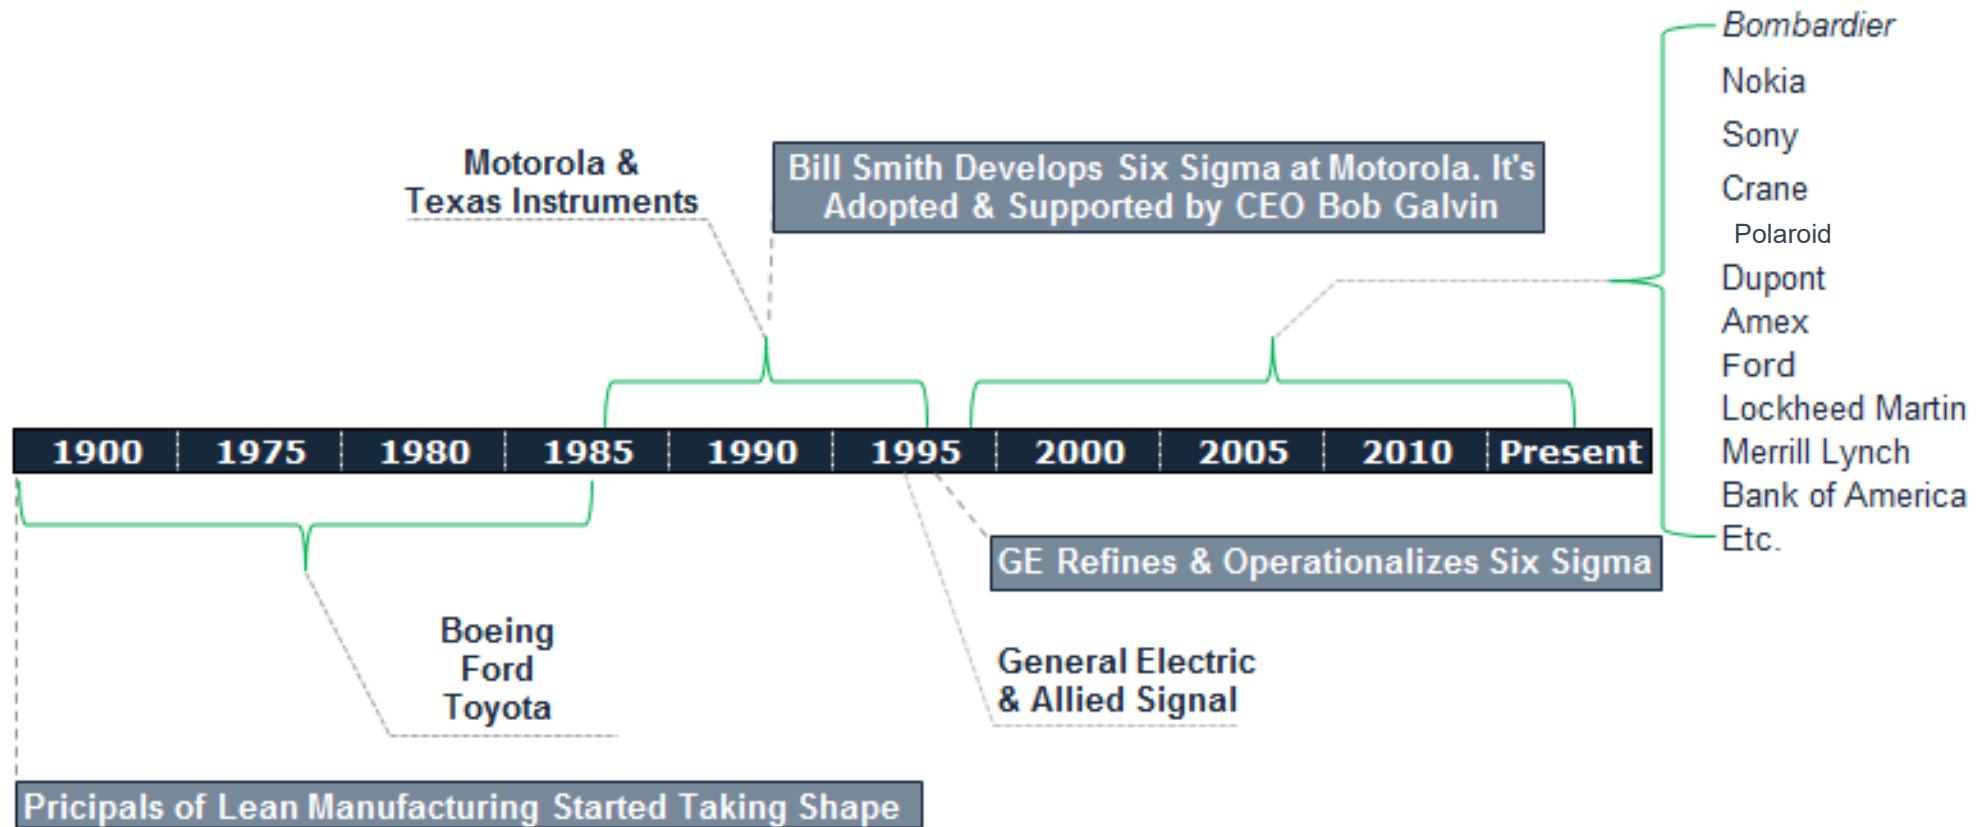 Bombardier
Nokia
Sony
Crane
Polaroid
Dupont
Amex
Ford
Lockheed Martin
Merrill Lynch
Bank of America
Etc.
Motorola &
Texas Instruments
Bill Smith Develops Six Sigma at Motorola. It's
Adopted & Supported by CEO Bob Galvin
1900 1975 1980 1985 1990 1995 2000 2005 2010 Present
GE Refines & Operationalizes Six Sigma
Boeing
Ford
Toyota
General Electric
& Allied Signal
Pricipals of Lean Manufacturing Started Taking Shape